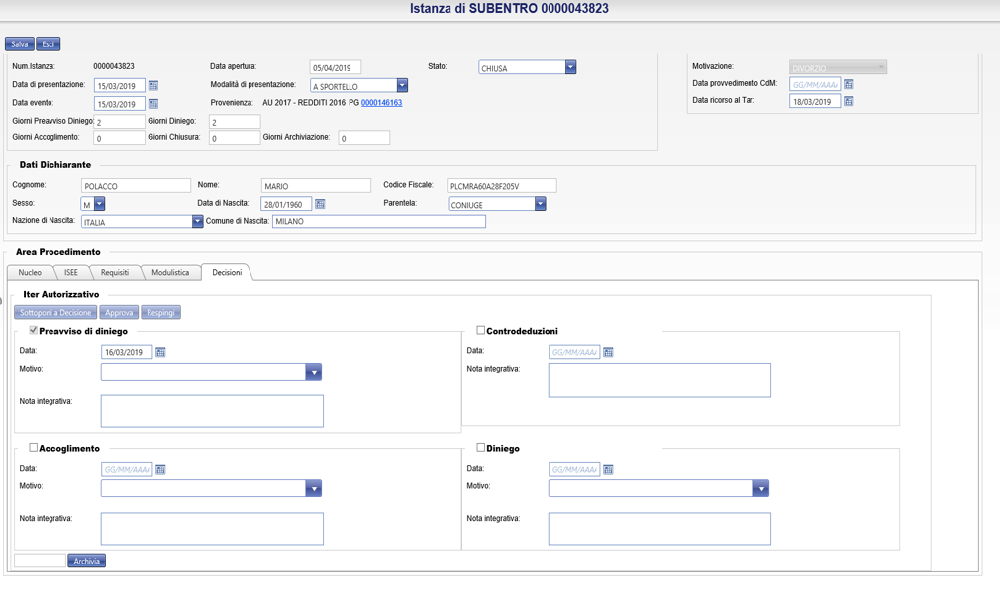 Istanza di SUBENTRO 0000043823
Salva Esci
Num.Istanza: 0000043823 Data apertura: 05/04/2019 Stato: CHIUSA Motivazione: DIVORZIO
Data di presentazione: 15/03/2019 Modalità di presentazione: A SPORTELLO Data provvedimento CdM: GG/MM/AAAA
Data evento: 15/03/2019 Provenienza: AU 2017 - REDDITI 2016 PG 0000146163 Data ricorso al Tar: 18/03/2019
Giorni Preavviso Diniego: 2 Giorni Diniego: 2
Giorni Accoglimento: 0 Giorni Chiusura: 0 Giorni Archiviazione: 0
Dati Dichiarante
Cognome: POLACCO Nome: MARIO Codice Fiscale: PLCMRA60A28F205V
Sesso: M Data di Nascita: 28/01/1960 Parentela: CONIUGE
Nazione di Nascita: ITALIA Comune di Nascita: MILANO
Area Procedimento
Nucleo ISEE Requisiti Modulistica Decisioni
Iter Autorizzativo
Sottoponi a Decisione Approva Respingi
Preavviso di diniego Controdeduzioni
Data: 16/03/2019 Data: GG/MM/AAAA
Motivo: Nota integrativa:
Nota integrativa:
Accoglimento Diniego
Data: GG/MM/AAAA Data: GG/MM/AAAA
Motivo: Motivo:
Nota integrativa: Nota integrativa:
Archivia